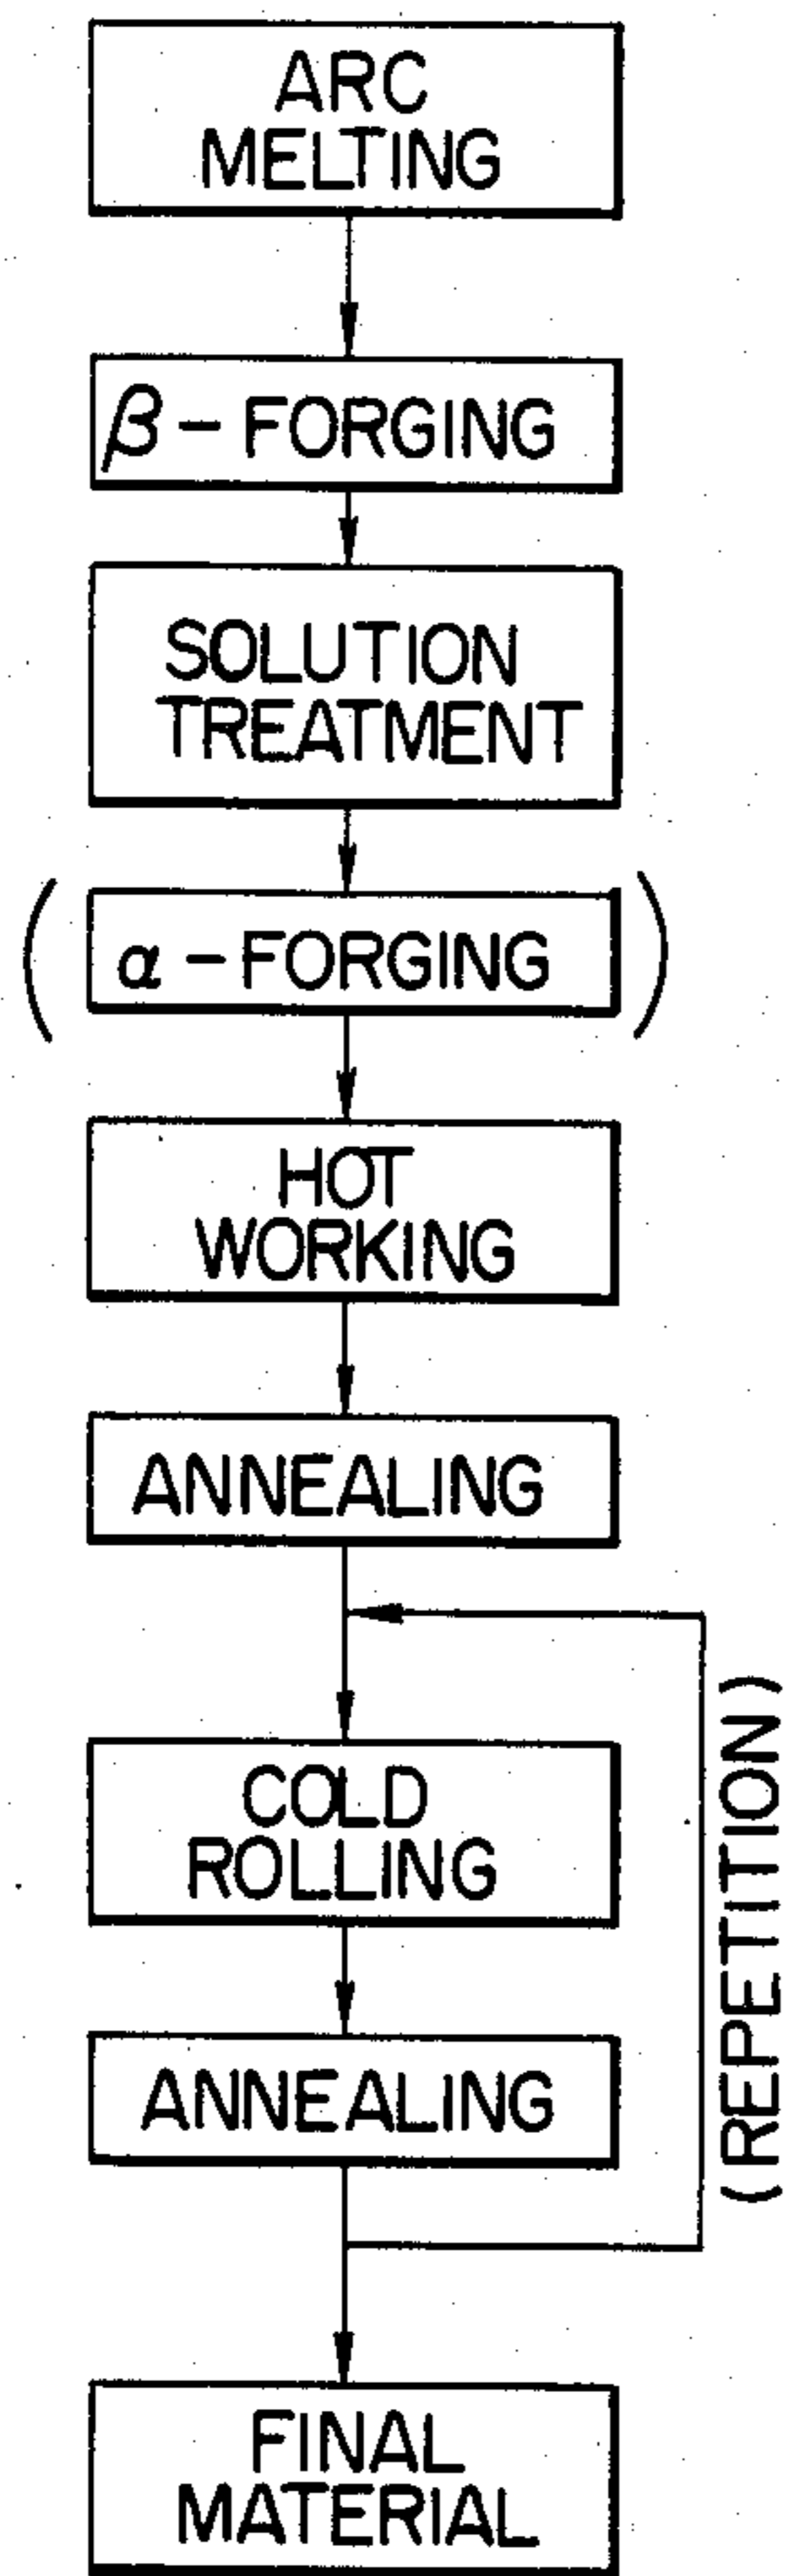 ARC
MELTING
β-FORGING
SOLUTION
TREATMENT
(α-FORGING)
HOT
WORKING
ANNEALING
COLD
ROLLING
ANNEALING
(REPETITION)
FINAL
MATERIAL